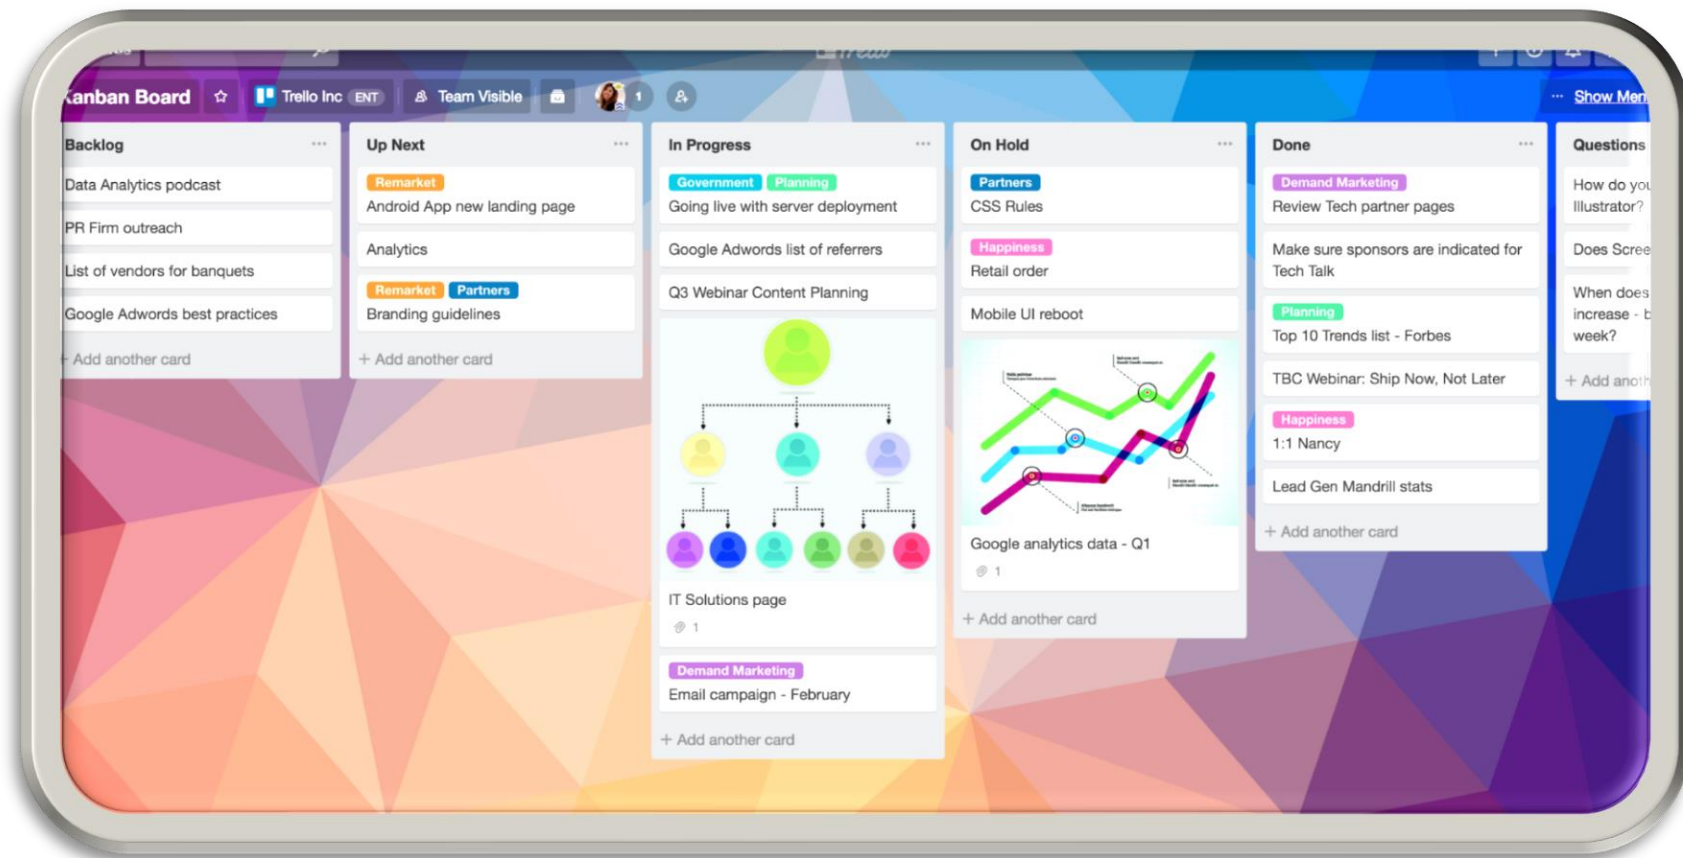 Kanban Board
Trello Inc ENT
Team Visible
1
Show Men
Backlog
Data Analytics podcast
PR Firm outreach
List of vendors for banquets
Google Adwords best practices
+ Add another card
Up Next
Remarket
Android App new landing page
Analytics
Remarket Partners
Branding guidelines
+ Add another card
In Progress
Government Planning
Going live with server deployment
Google Adwords list of referrers
Q3 Webinar Content Planning
IT Solutions page
1
Demand Marketing
Email campaign - February
+ Add another card
On Hold
Partners
CSS Rules
Happiness
Retail order
Mobile UI reboot
Google analytics data - Q1
1
+ Add another card
Done
Demand Marketing
Review Tech partner pages
Make sure sponsors are indicated for
Tech Talk
Planning
Top 10 Trends list - Forbes
TBC Webinar: Ship Now, Not Later
Happiness
1:1 Nancy
Lead Gen Mandrill stats
+ Add another card
Questions
How do you
Illustrator?
Does Scree
When does
increase - b
week?
+ Add anoth